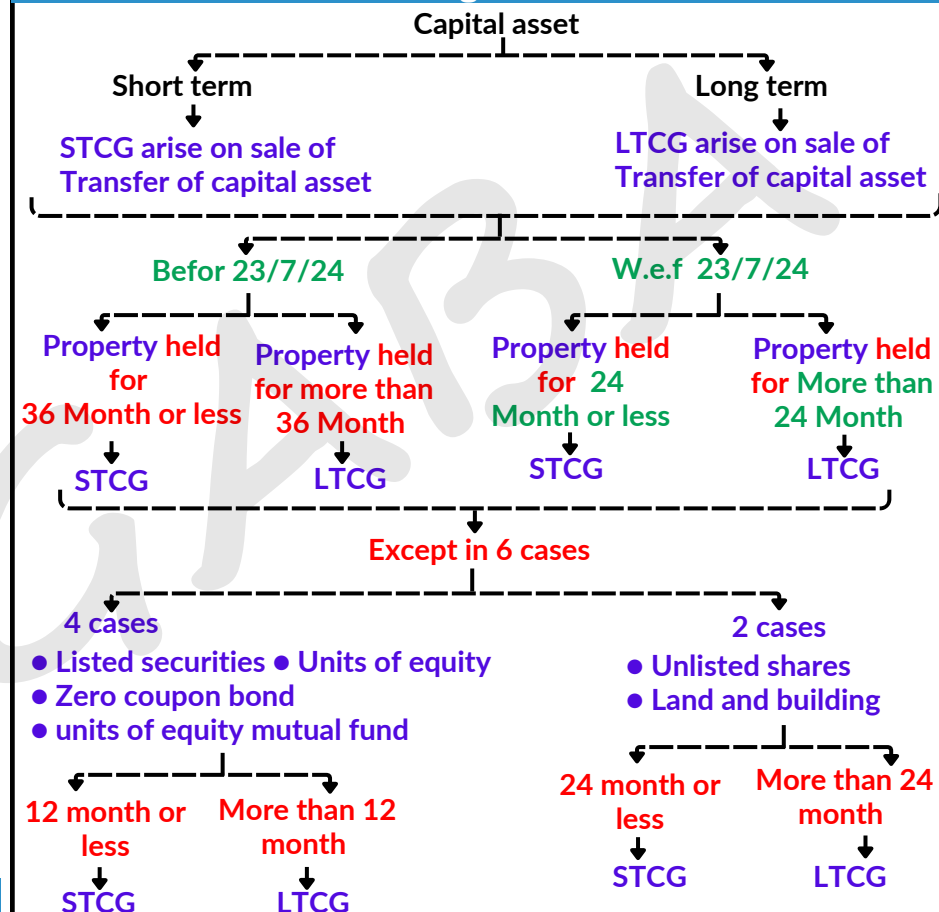 Capital asset
Short term
Long term
STCG arise on sale of
Transfer of capital asset
LTCG arise on sale of
Transfer of capital asset
Befor 23/7/24
W.e.f 23/7/24
Property held
for
36 Month or less
Property held
for more than
36 Month
Property held
for 24
Month or less
Property held
for More than
24 Month
STCG
LTCG
STCG
LTCG
Except in 6 cases
4 cases
● Listed securities ● Units of equity
● Zero coupon bond
● units of equity mutual fund
2 cases
● Unlisted shares
● Land and building
12 month or
less
More than 12
month
24 month or
less
More than 24
month
STCG
LTCG
STCG
LTCG
CABA